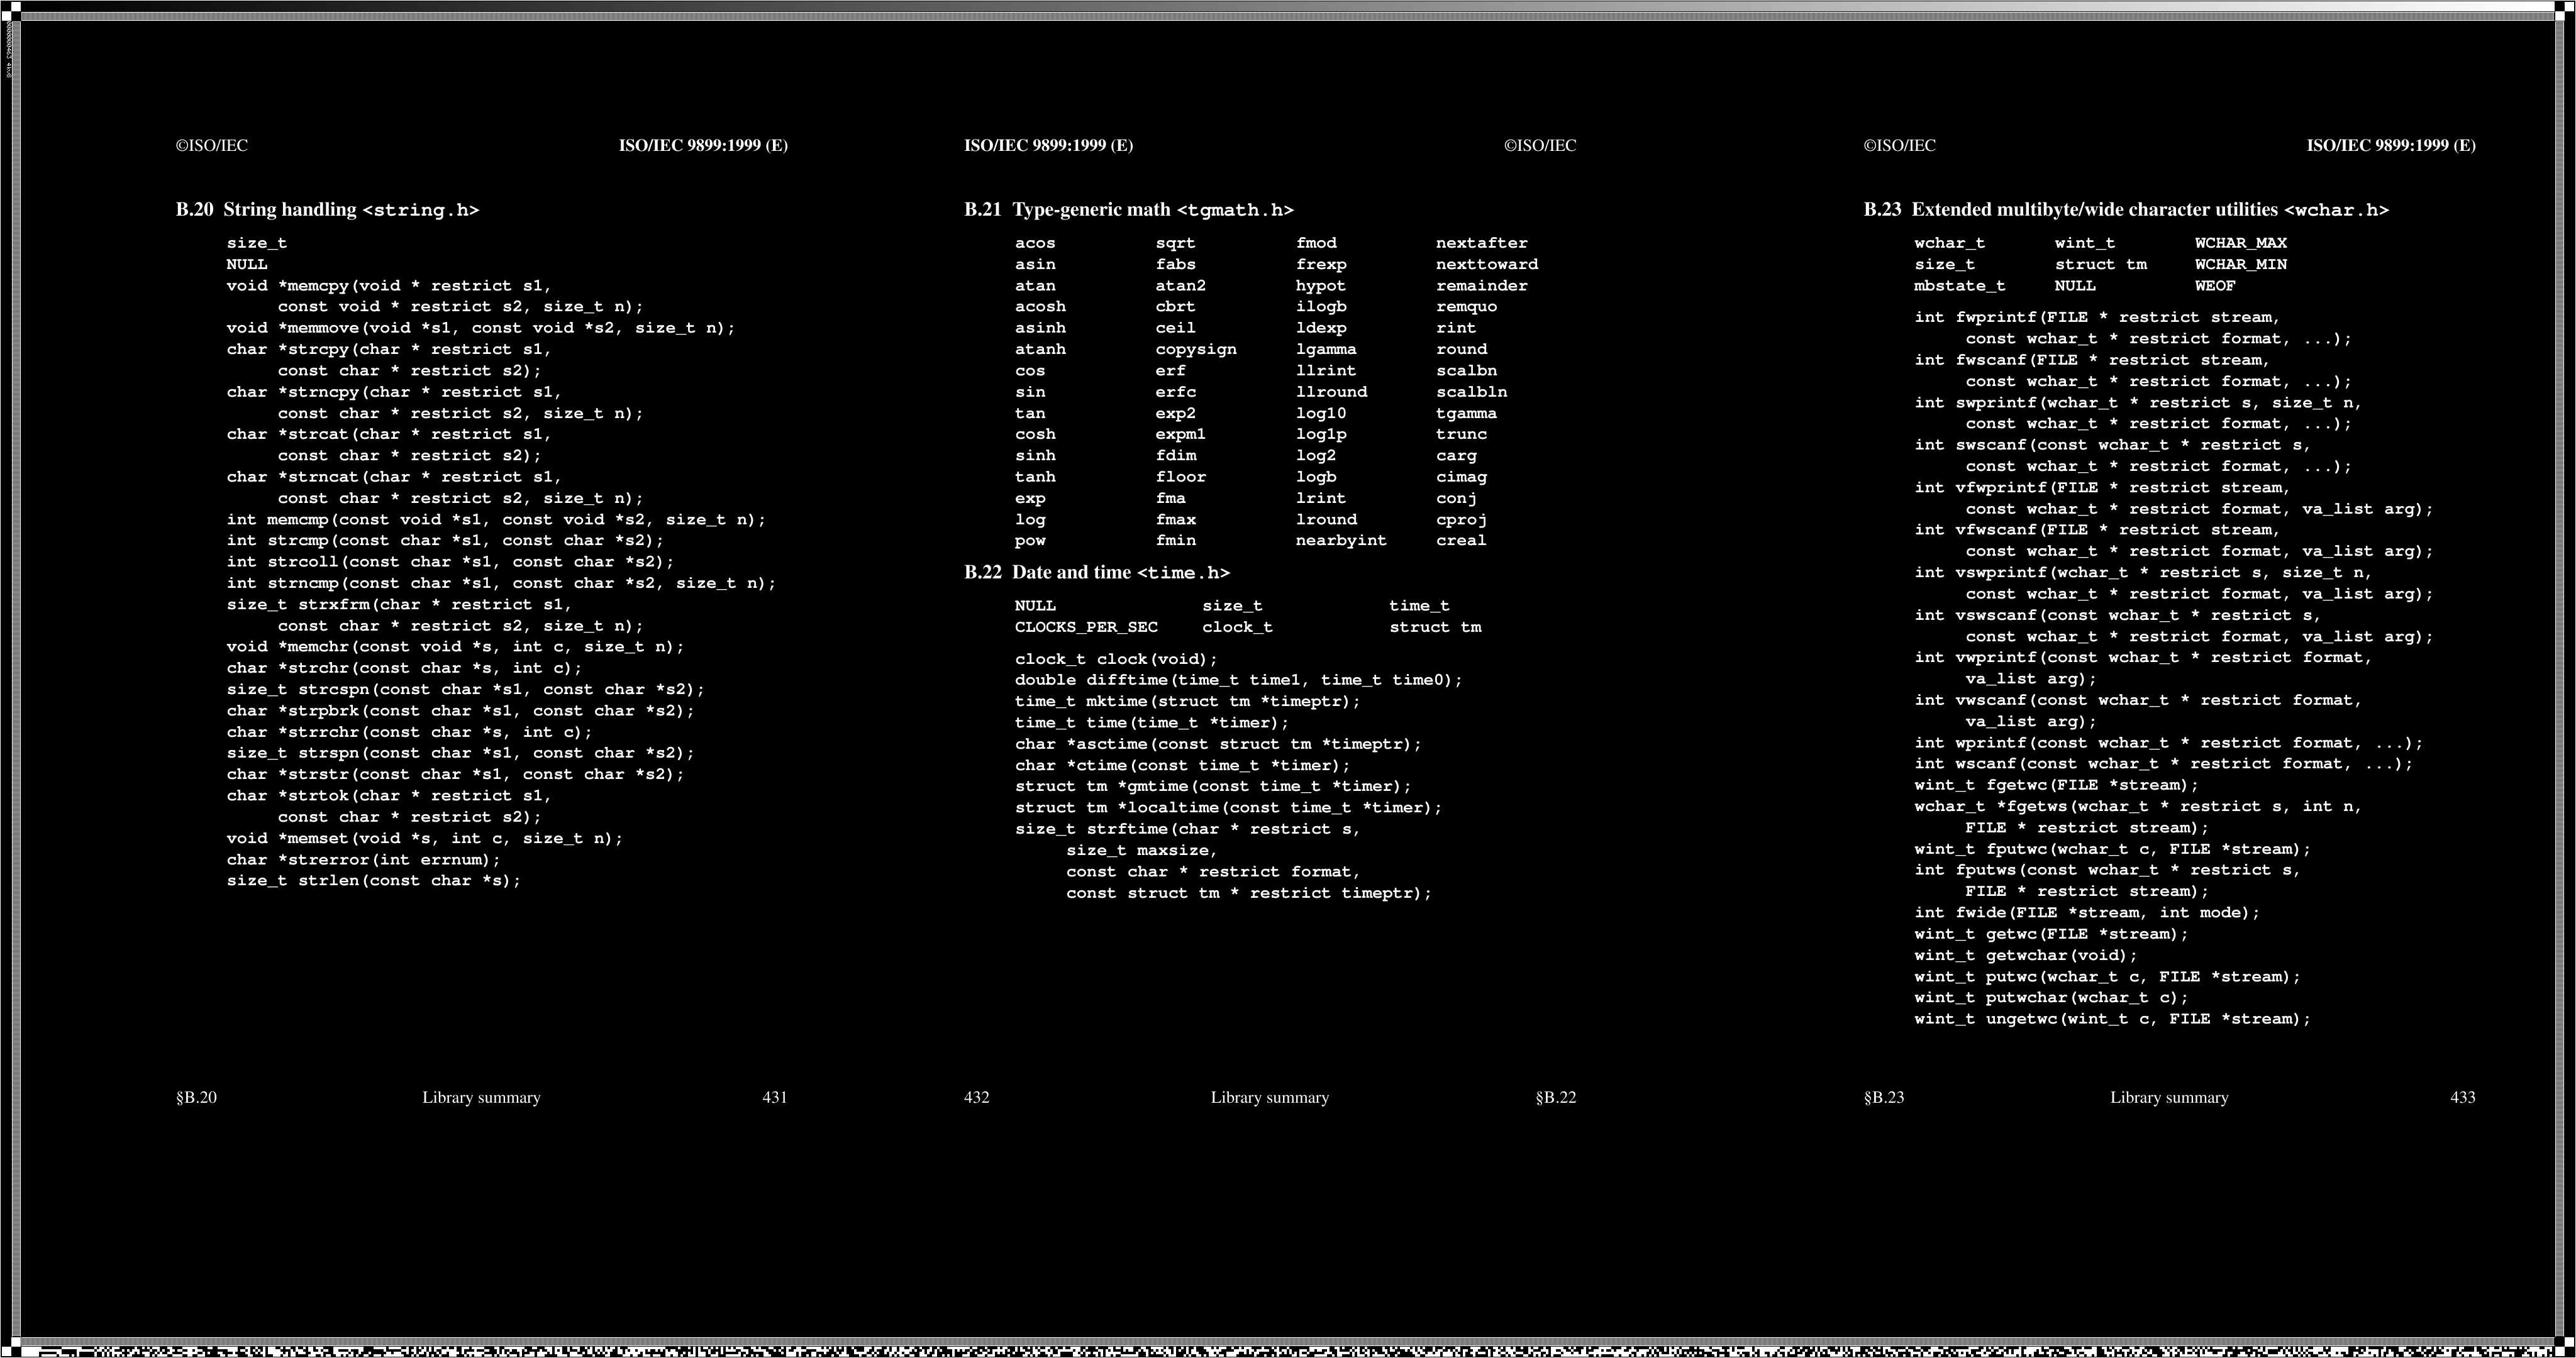 ©ISO/IEC ISO/IEC 9899:1999 (E)
B.20 String handling <string.h>
size_t
NULL
void *memcpy(void * restrict s1,
const void * restrict s2, size_t n);
void *memmove(void *s1, const void *s2, size_t n);
char *strcpy(char * restrict s1,
const char * restrict s2);
char *strncpy(char * restrict s1,
const char * restrict s2, size_t n);
char *strcat(char * restrict s1,
const char * restrict s2);
char *strncat(char * restrict s1,
const char * restrict s2, size_t n);
int memcmp(const void *s1, const void *s2, size_t n);
int strcmp(const char *s1, const char *s2);
int strcoll(const char *s1, const char *s2);
int strncmp(const char *s1, const char *s2, size_t n);
size_t strxfrm(char * restrict s1,
const char * restrict s2, size_t n);
void *memchr(const void *s, int c, size_t n);
char *strchr(const char *s, int c);
size_t strcspn(const char *s1, const char *s2);
char *strpbrk(const char *s1, const char *s2);
char *strrchr(const char *s, int c);
size_t strspn(const char *s1, const char *s2);
char *strstr(const char *s1, const char *s2);
char *strtok(char * restrict s1,
const char * restrict s2);
void *memset(void *s, int c, size_t n);
char *strerror(int errnum);
size_t strlen(const char *s);
§B.20 Library summary 431
ISO/IEC 9899:1999 (E) ©ISO/IEC
B.21 Type-generic math <tgmath.h>
acos sqrt fmod nextafter
asin fabs frexp nexttoward
atan atan2 hypot remainder
acosh cbrt ilogb remquo
asinh ceil ldexp rint
atanh copysign lgamma round
cos erf llrint scalbn
sin erfc llround scalbln
tan exp2 log10 tgamma
cosh expm1 log1p trunc
sinh fdim log2 carg
tanh floor logb cimag
exp fma lrint conj
log fmax lround cproj
pow fmin nearbyint creal
B.22 Date and time <time.h>
NULL size_t time_t
CLOCKS_PER_SEC clock_t struct tm
clock_t clock(void);
double difftime(time_t time1, time_t time0);
time_t mktime(struct tm *timeptr);
time_t time(time_t *timer);
char *asctime(const struct tm *timeptr);
char *ctime(const time_t *timer);
struct tm *gmtime(const time_t *timer);
struct tm *localtime(const time_t *timer);
size_t strftime(char * restrict s,
size_t maxsize,
const char * restrict format,
const struct tm * restrict timeptr);
432 Library summary §B.22
©ISO/IEC ISO/IEC 9899:1999 (E)
B.23 Extended multibyte/wide character utilities <wchar.h>
wchar_t wint_t WCHAR_MAX
size_t struct tm WCHAR_MIN
mbstate_t NULL WEOF
int fwprintf(FILE * restrict stream,
const wchar_t * restrict format, ...);
int fwscanf(FILE * restrict stream,
const wchar_t * restrict format, ...);
int swprintf(wchar_t * restrict s, size_t n,
const wchar_t * restrict format, ...);
int swscanf(const wchar_t * restrict s,
const wchar_t * restrict format, ...);
int vfwprintf(FILE * restrict stream,
const wchar_t * restrict format, va_list arg);
int vfwscanf(FILE * restrict stream,
const wchar_t * restrict format, va_list arg);
int vswprintf(wchar_t * restrict s, size_t n,
const wchar_t * restrict format, va_list arg);
int vswscanf(const wchar_t * restrict s,
const wchar_t * restrict format, va_list arg);
int vwprintf(const wchar_t * restrict format,
va_list arg);
int vwscanf(const wchar_t * restrict format,
va_list arg);
int wprintf(const wchar_t * restrict format, ...);
int wscanf(const wchar_t * restrict format, ...);
wint_t fgetwc(FILE *stream);
wchar_t *fgetws(wchar_t * restrict s, int n,
FILE * restrict stream);
wint_t fputwc(wchar_t c, FILE *stream);
int fputws(const wchar_t * restrict s,
FILE * restrict stream);
int fwide(FILE *stream, int mode);
wint_t getwc(FILE *stream);
wint_t getwchar(void);
wint_t putwc(wchar_t c, FILE *stream);
wint_t putwchar(wchar_t c);
wint_t ungetwc(wint_t c, FILE *stream);
§B.23 Library summary 433